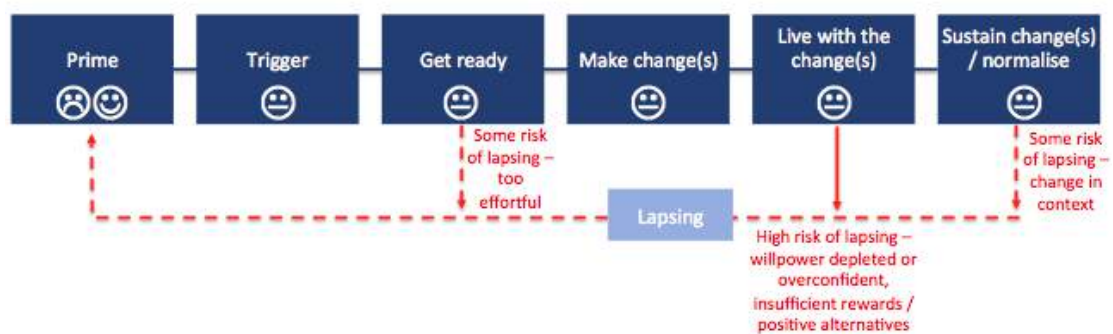 Prime
Trigger
Get ready
Make change(s)
Live with the
change(s)
Sustain change(s)
/ normalise
Some risk
of lapsing –
too
effortful
Some risk
of lapsing –
change in
context
Lapsing
High risk of lapsing –
willpower depleted or
overconfident,
insufficient rewards /
positive alternatives